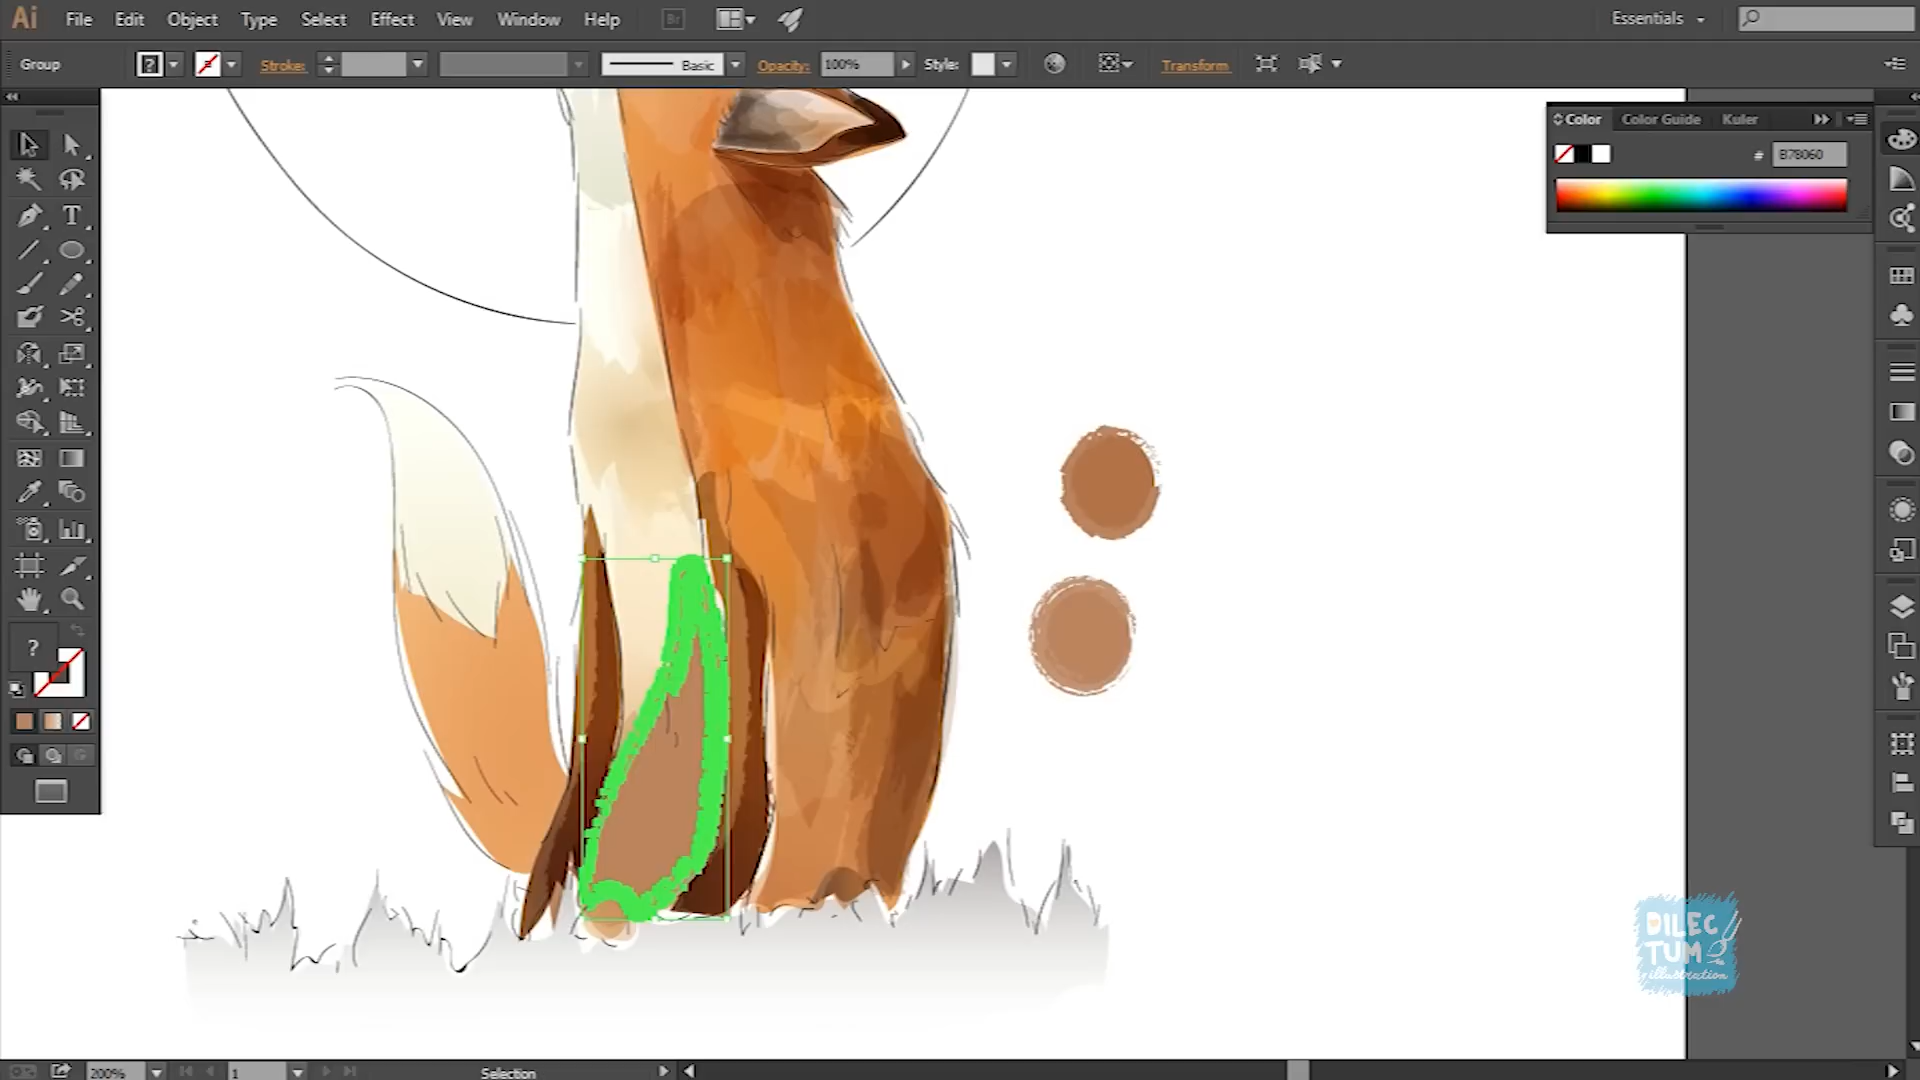 Ai File Edit Object Type Select Effect View Window Help Br Essentials
Group Stroke: Basic Opacity: 100% Style: Transform
Color Color Guide Kuler
# B78060
T
?
DILEC
TUM
illustration
200% 1 Selection